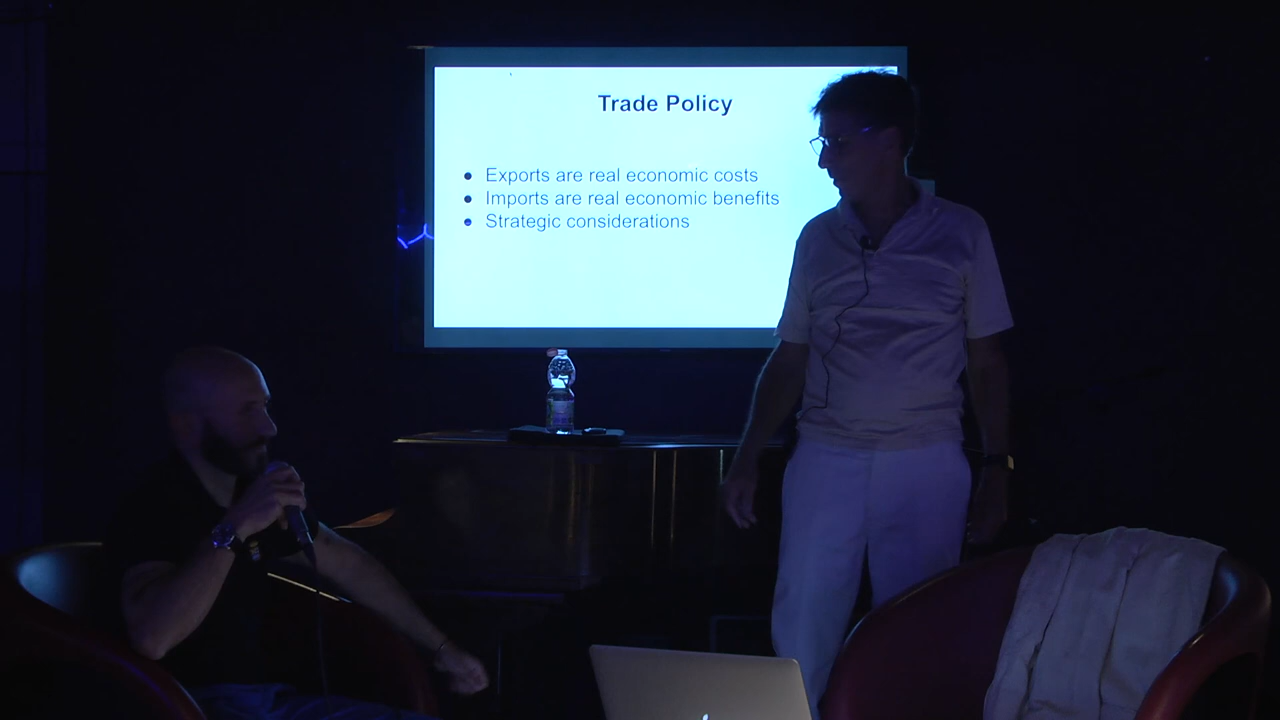 Trade Policy
● Exports are real economic costs
● Imports are real economic benefits
● Strategic considerations